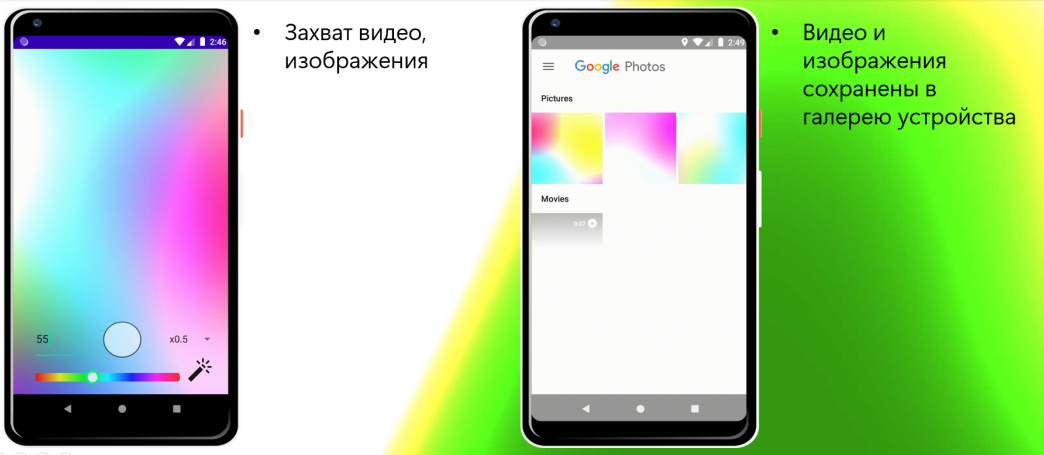 2:46
55
x0.5
• Захват видео,
изображения
2:49
Google Photos
Pictures
Movies
0:07
• Видео и
изображения
сохранены в
галерею устройства